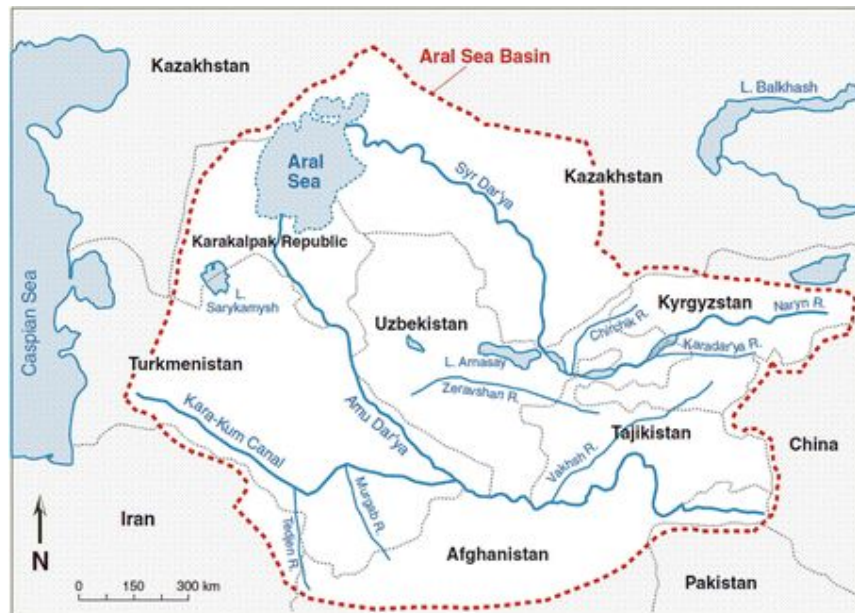 Kazakhstan
Aral Sea Basin
L. Balkhash
Aral
Sea
Syr Dar'ya
Kazakhstan
Karakalpak Republic
L.
Sarykamysh
Caspian Sea
Uzbekistan
Chirchik R.
Kyrgyzstan
Naryn R.
L. Arnasay
Karadar'ya R.
Turkmenistan
Zeravshan R.
Kara-Kum Canal
Amu Dar'ya
Tajikistan
Vakhsh R.
China
Iran
Tedjen R.
Murgab R.
Afghanistan
Pakistan
N
0 150 300 km